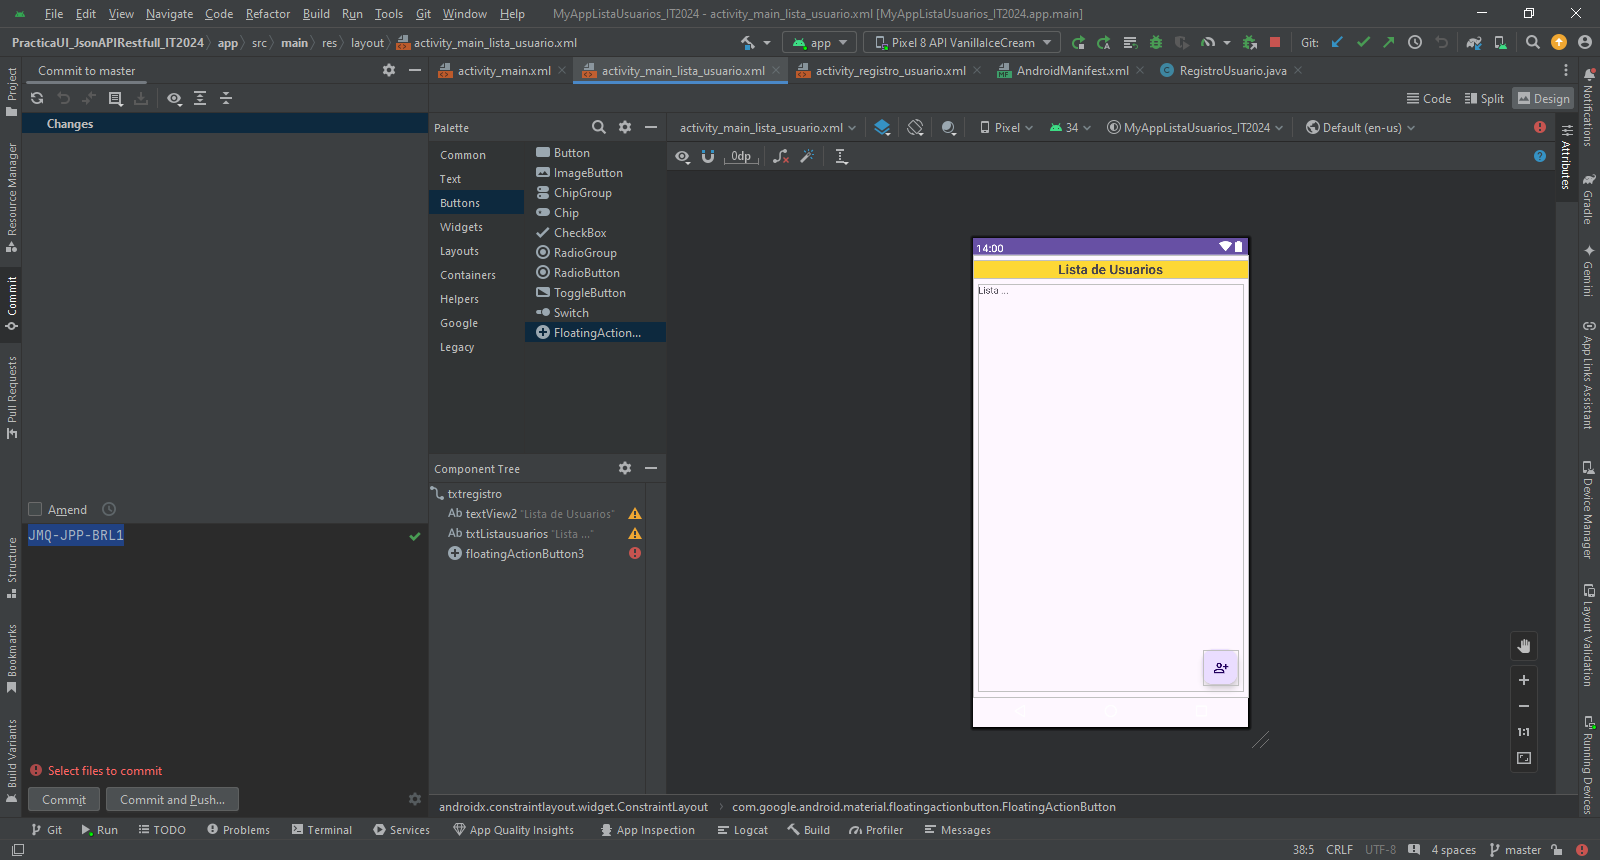 File Edit View Navigate Code Refactor Build Run Tools Git Window Help MyAppListaUsuarios_IT2024 - activity_main_lista_usuario.xml [MyAppListaUsuarios_IT2024.app.main]
PracticaUI_JsonAPIRestfull_IT2024 app src main res layout activity_main_lista_usuario.xml app Pixel 8 API VanillaIceCream Git:
Commit to master
activity_main.xml activity_main_lista_usuario.xml activity_registro_usuario.xml AndroidManifest.xml RegistroUsuario.java
Code Split Design
Changes
Palette
activity_main_lista_usuario.xml Pixel 34 MyAppListaUsuarios_IT2024 Default (en-us)
0dp
Common
Text
Buttons
Widgets
Layouts
Containers
Helpers
Google
Legacy
Button
ImageButton
ChipGroup
Chip
CheckBox
RadioGroup
RadioButton
ToggleButton
Switch
FloatingAction...
14:00
Lista de Usuarios
Lista ...
Component Tree
txtregistro
Ab textView2 "Lista de Usuarios"
Ab txtListausuarios "Lista ..."
floatingActionButton3
Amend
JMQ-JPP-BRL1
Select files to commit
Commit Commit and Push...
1:1
androidx.constraintlayout.widget.ConstraintLayout com.google.android.material.floatingactionbutton.FloatingActionButton
Project
Resource Manager
Commit
Pull Requests
Structure
Bookmarks
Build Variants
Attributes
Notifications
Gradle
Gemini
App Links Assistant
Device Manager
Layout Validation
Running Devices
Git Run TODO Problems Terminal Services App Quality Insights App Inspection Logcat Build Profiler Messages
38:5 CRLF UTF-8 4 spaces master